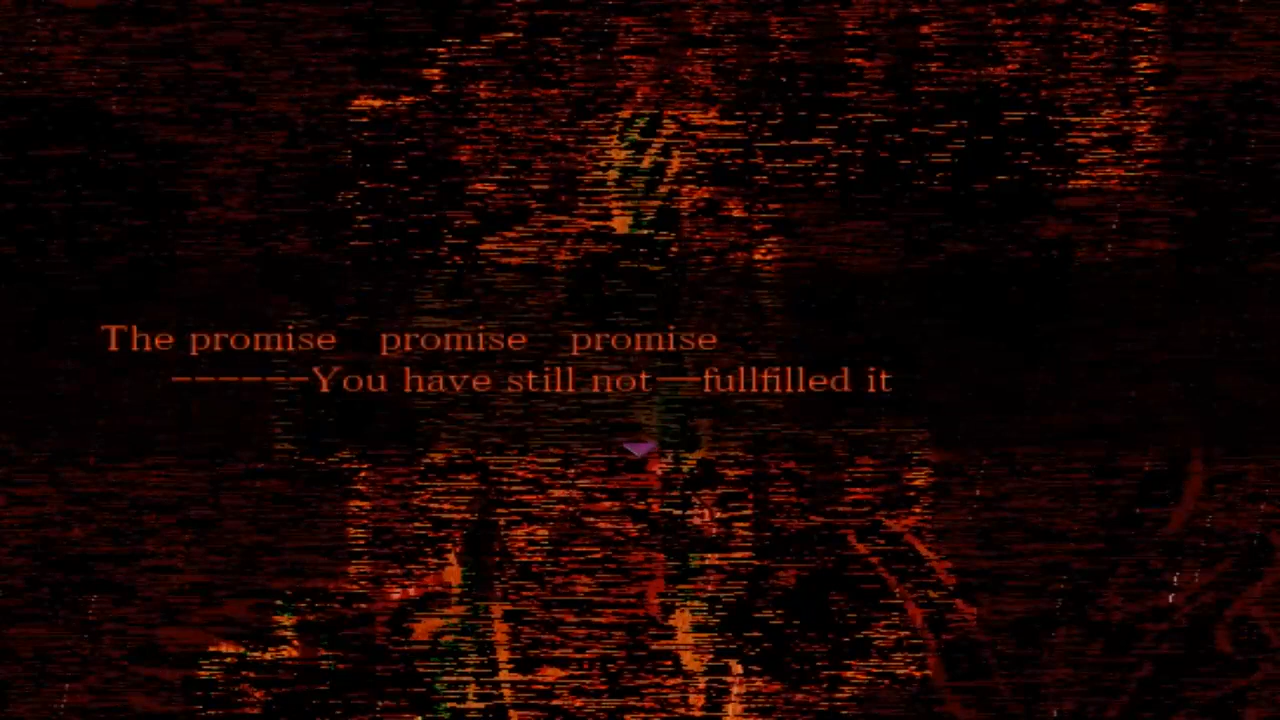 The promise promise promise
------You have still not—fullfilled it